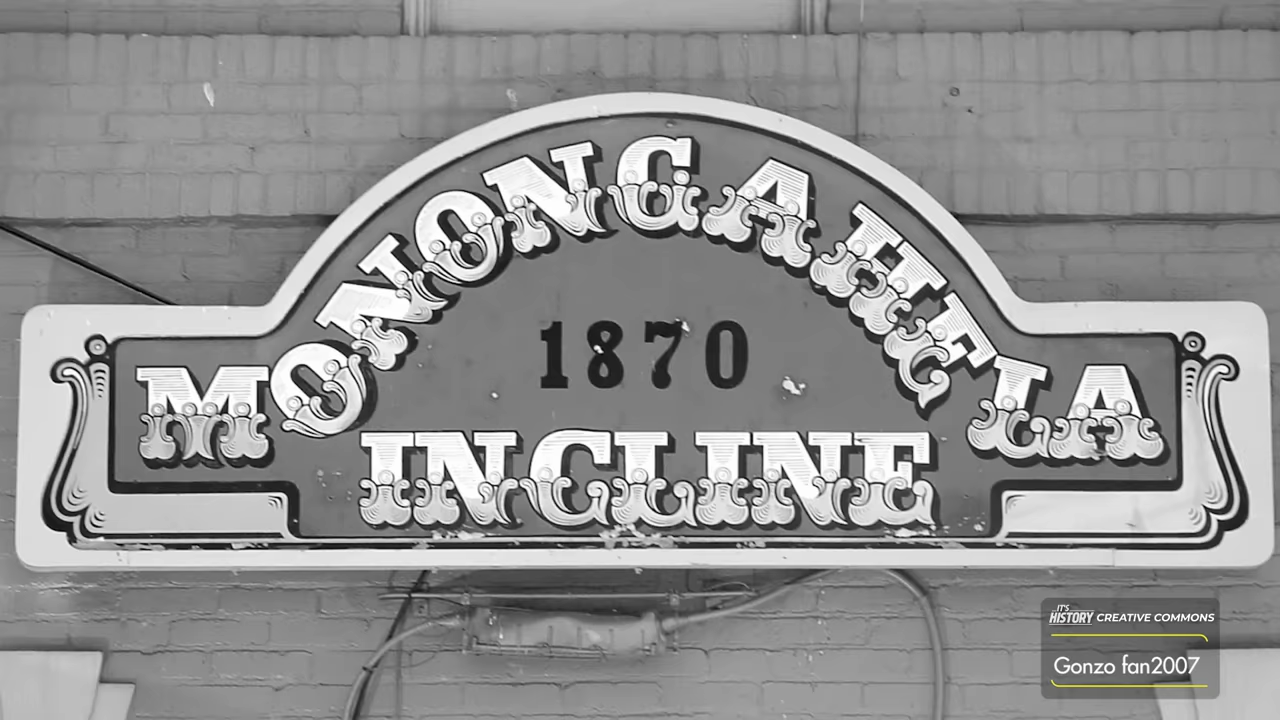 MONONGAHELA
1870
INCLINE
IT'S
HISTORY CREATIVE COMMONS
Gonzo fan2007